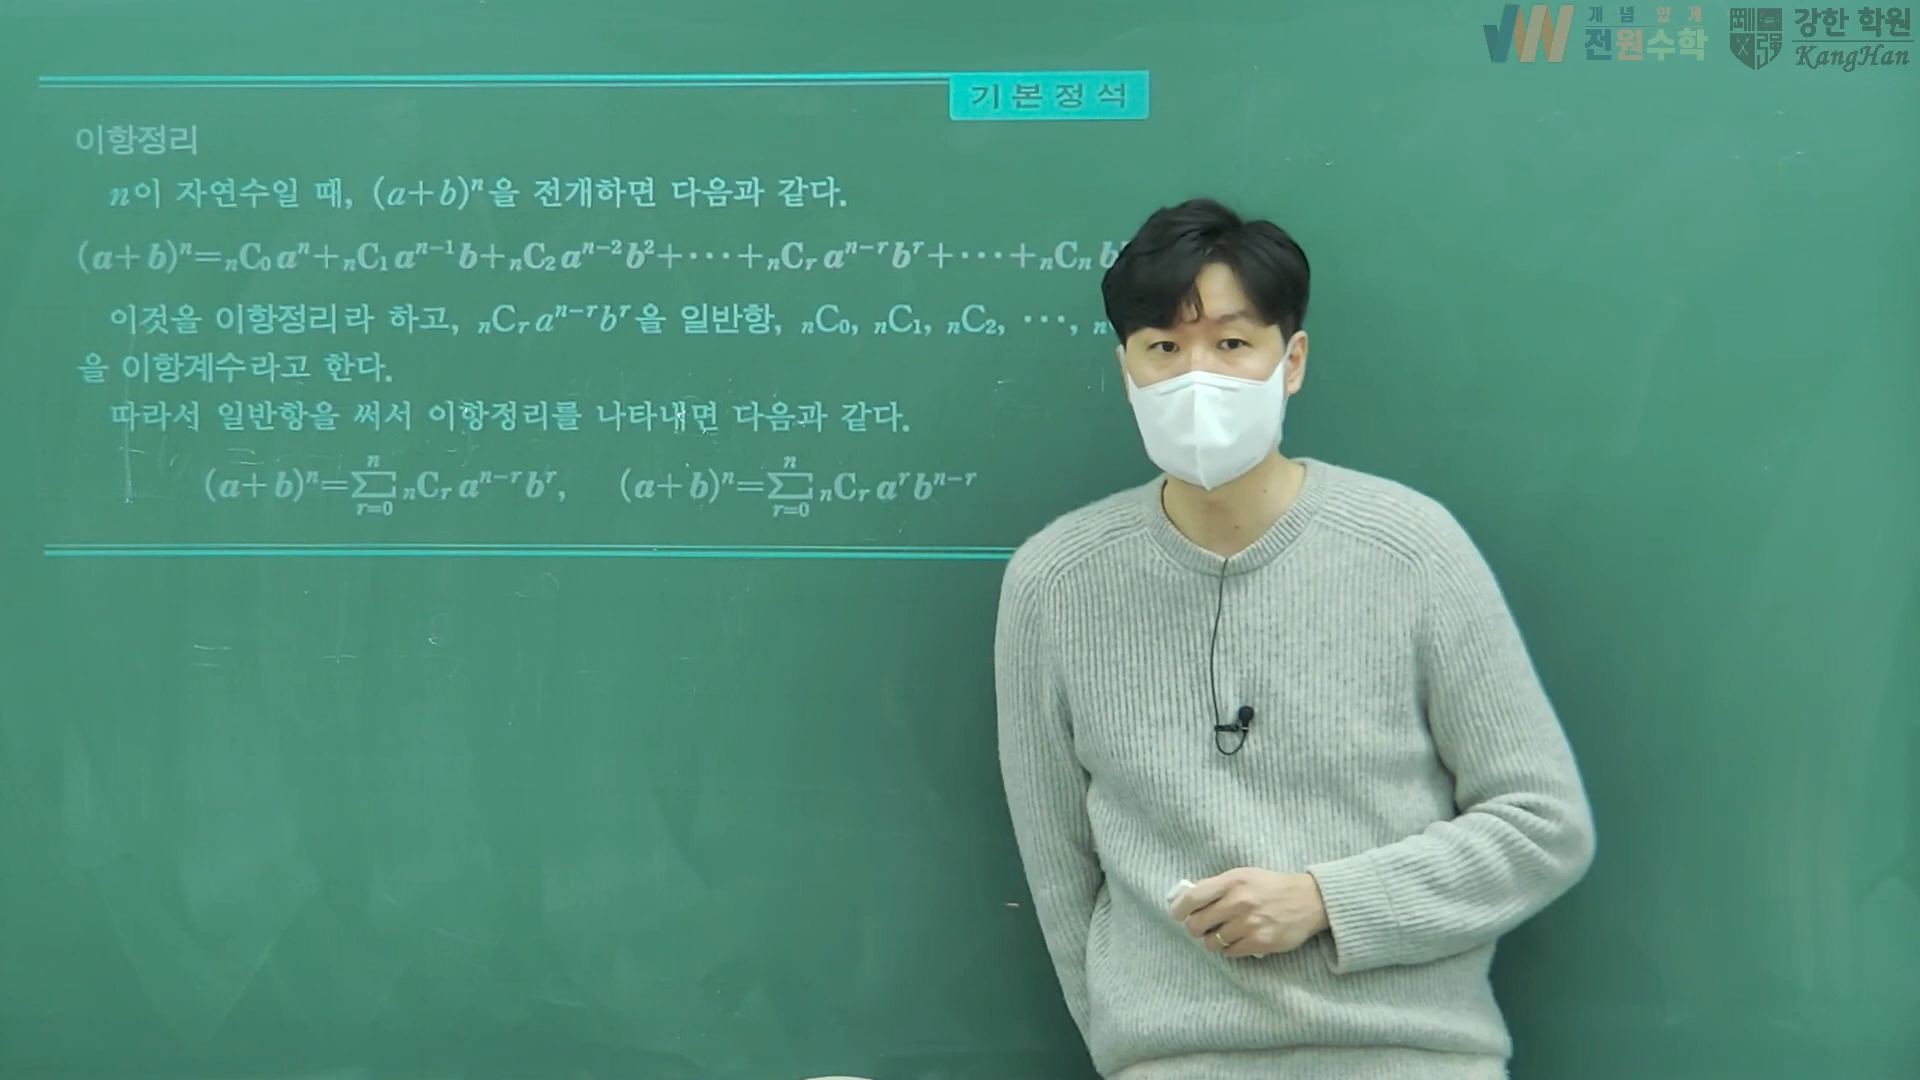 개념 있게
전원수학
강한 학원
KangHan
기본정석
이항정리
n이 자연수일 때, (a+b)ⁿ을 전개하면 다음과 같다.
(a+b)ⁿ=ₙC₀aⁿ+ₙC₁aⁿ⁻¹b+ₙC₂aⁿ⁻²b²+⋯+ₙCᵣaⁿ⁻ʳbʳ+⋯+ₙCₙb
이것을 이항정리라 하고, ₙCᵣaⁿ⁻ʳbʳ을 일반항, ₙC₀, ₙC₁, ₙC₂, ⋯, ₙ
을 이항계수라고 한다.
따라서 일반항을 써서 이항정리를 나타내면 다음과 같다.
(a+b)ⁿ=∑ⁿᵣ₌₀ ₙCᵣaⁿ⁻ʳbʳ, (a+b)ⁿ=∑ⁿᵣ₌₀ ₙCᵣaʳbⁿ⁻ʳ